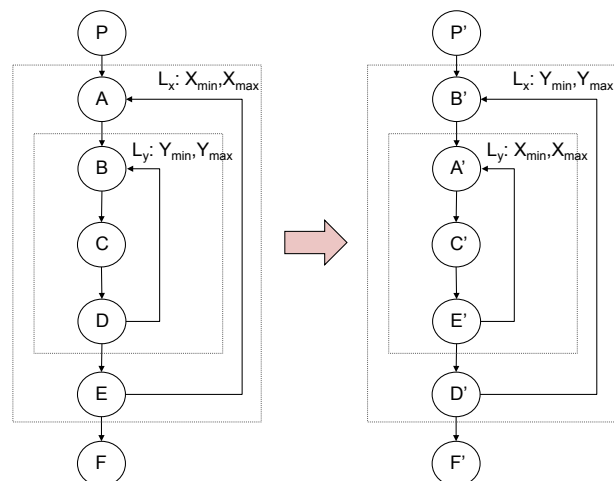 P
L_x: X_min,X_max
A
L_y: Y_min,Y_max
B
C
D
E
F
P'
L_x: Y_min,Y_max
B'
L_y: X_min,X_max
A'
C'
E'
D'
F'